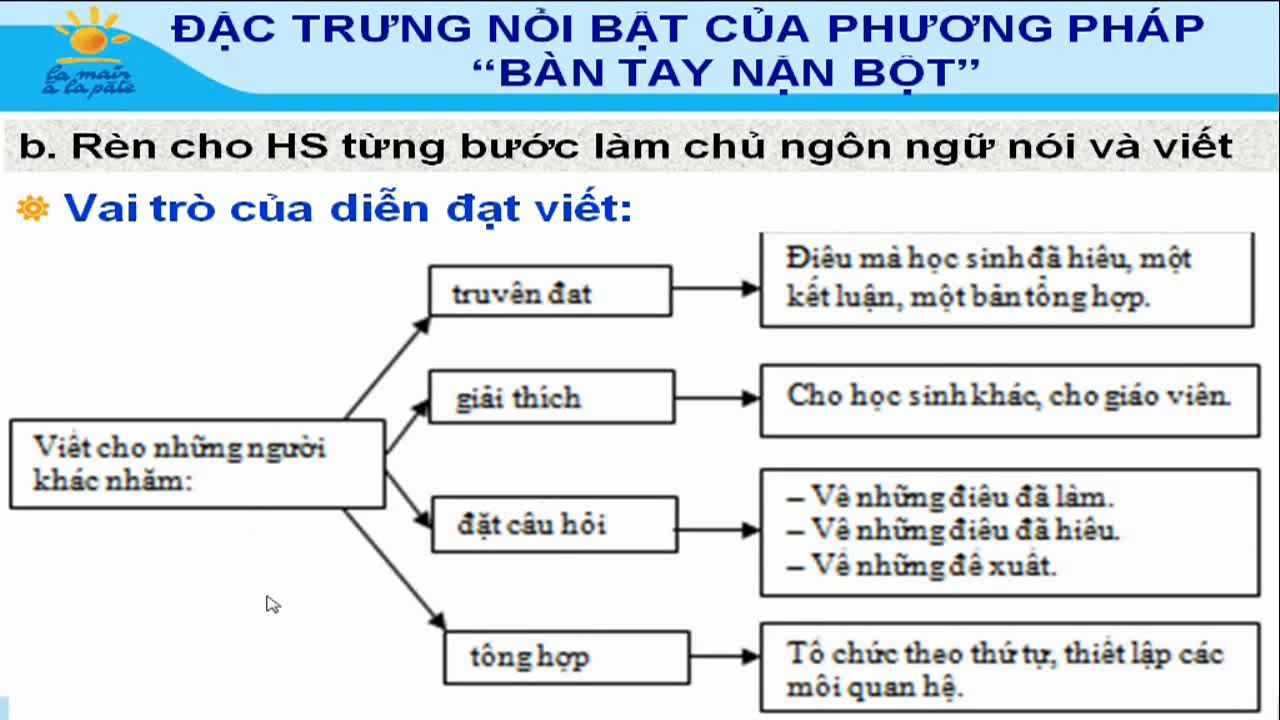 la main
à la pâte
ĐẶC TRƯNG NỔI BẬT CỦA PHƯƠNG PHÁP
“BÀN TAY NẶN BỘT”
b. Rèn cho HS từng bước làm chủ ngôn ngữ nói và viết
Vai trò của diễn đạt viết:
truyền đạt
Điều mà học sinh đã hiểu, một
kết luận, một bản tổng hợp.
giải thích
Cho học sinh khác, cho giáo viên.
Viết cho những người
khác nhằm:
đặt câu hỏi
– Về những điều đã làm.
– Về những điều đã hiểu.
– Về những đề xuất.
tổng hợp
Tổ chức theo thứ tự, thiết lập các
mối quan hệ.